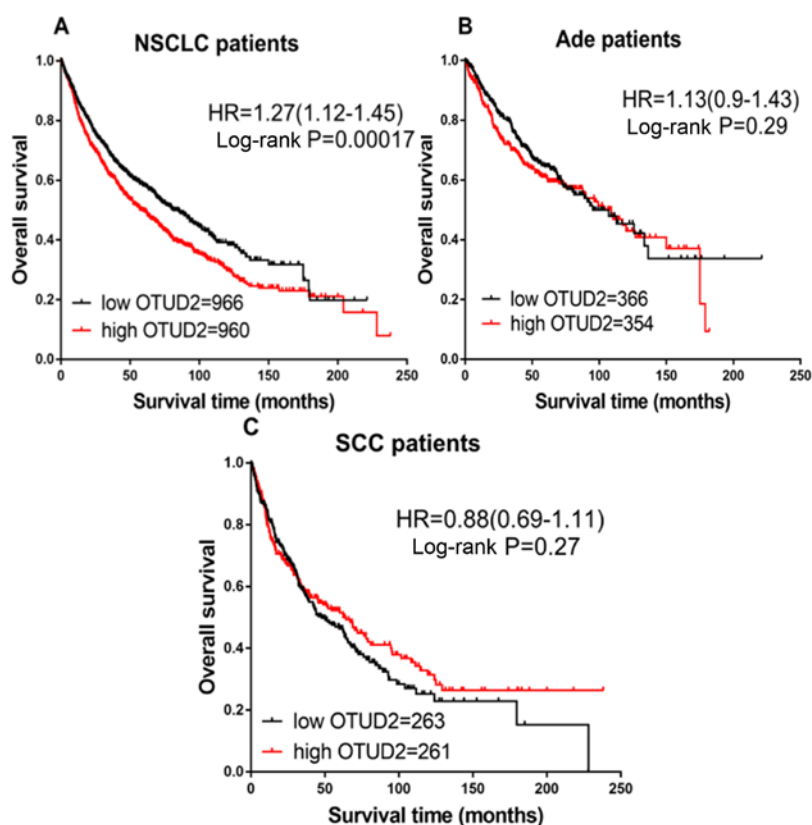 A
NSCLC patients
HR=1.27(1.12-1.45)
Log-rank P=0.00017
Overall survival
1.0
0.8
0.6
0.4
0.2
0.0
low OTUD2=966
high OTUD2=960
0 50 100 150 200 250
Survival time (months)
B
Ade patients
HR=1.13(0.9-1.43)
Log-rank P=0.29
Overall survival
1.0
0.8
0.6
0.4
0.2
0.0
low OTUD2=366
high OTUD2=354
0 50 100 150 200 250
Survival time (months)
C
SCC patients
HR=0.88(0.69-1.11)
Log-rank P=0.27
Overall survival
1.0
0.8
0.6
0.4
0.2
0.0
low OTUD2=263
high OTUD2=261
0 50 100 150 200 250
Survival time (months)